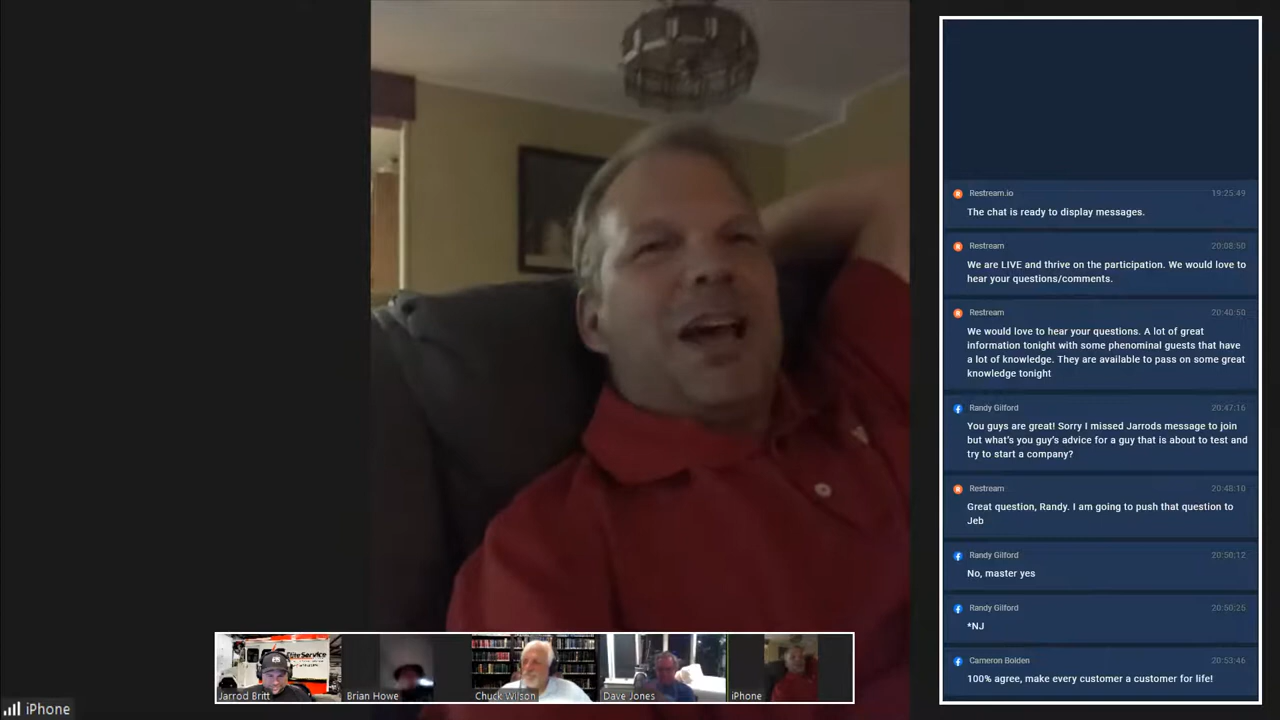 Restream.io 19:25:49
The chat is ready to display messages.
Restream 20:08:50
We are LIVE and thrive on the participation. We would love to
hear your questions/comments.
Restream 20:40:50
We would love to hear your questions. A lot of great
information tonight with some phenominal guests that have
a lot of knowledge. They are available to pass on some great
knowledge tonight
Randy Gilford 20:47:16
You guys are great! Sorry I missed Jarrods message to join
but what's you guy's advice for a guy that is about to test and
try to start a company?
Restream 20:48:10
Great question, Randy. I am going to push that question to
Jeb
Randy Gilford 20:50:12
No, master yes
Randy Gilford 20:50:25
*NJ
Cameron Bolden 20:53:46
100% agree, make every customer a customer for life!
Elite Service
Jarrod Britt
Brian Howe
Chuck Wilson
Dave Jones
iPhone
iPhone